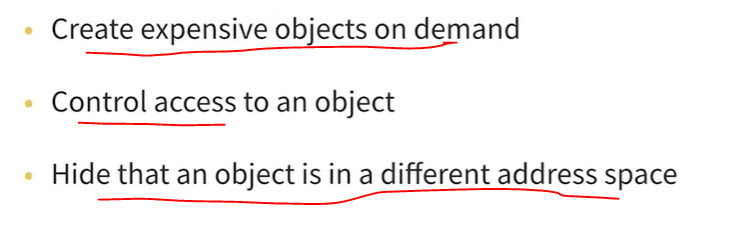 Create expensive objects on demand
Control access to an object
Hide that an object is in a different address space